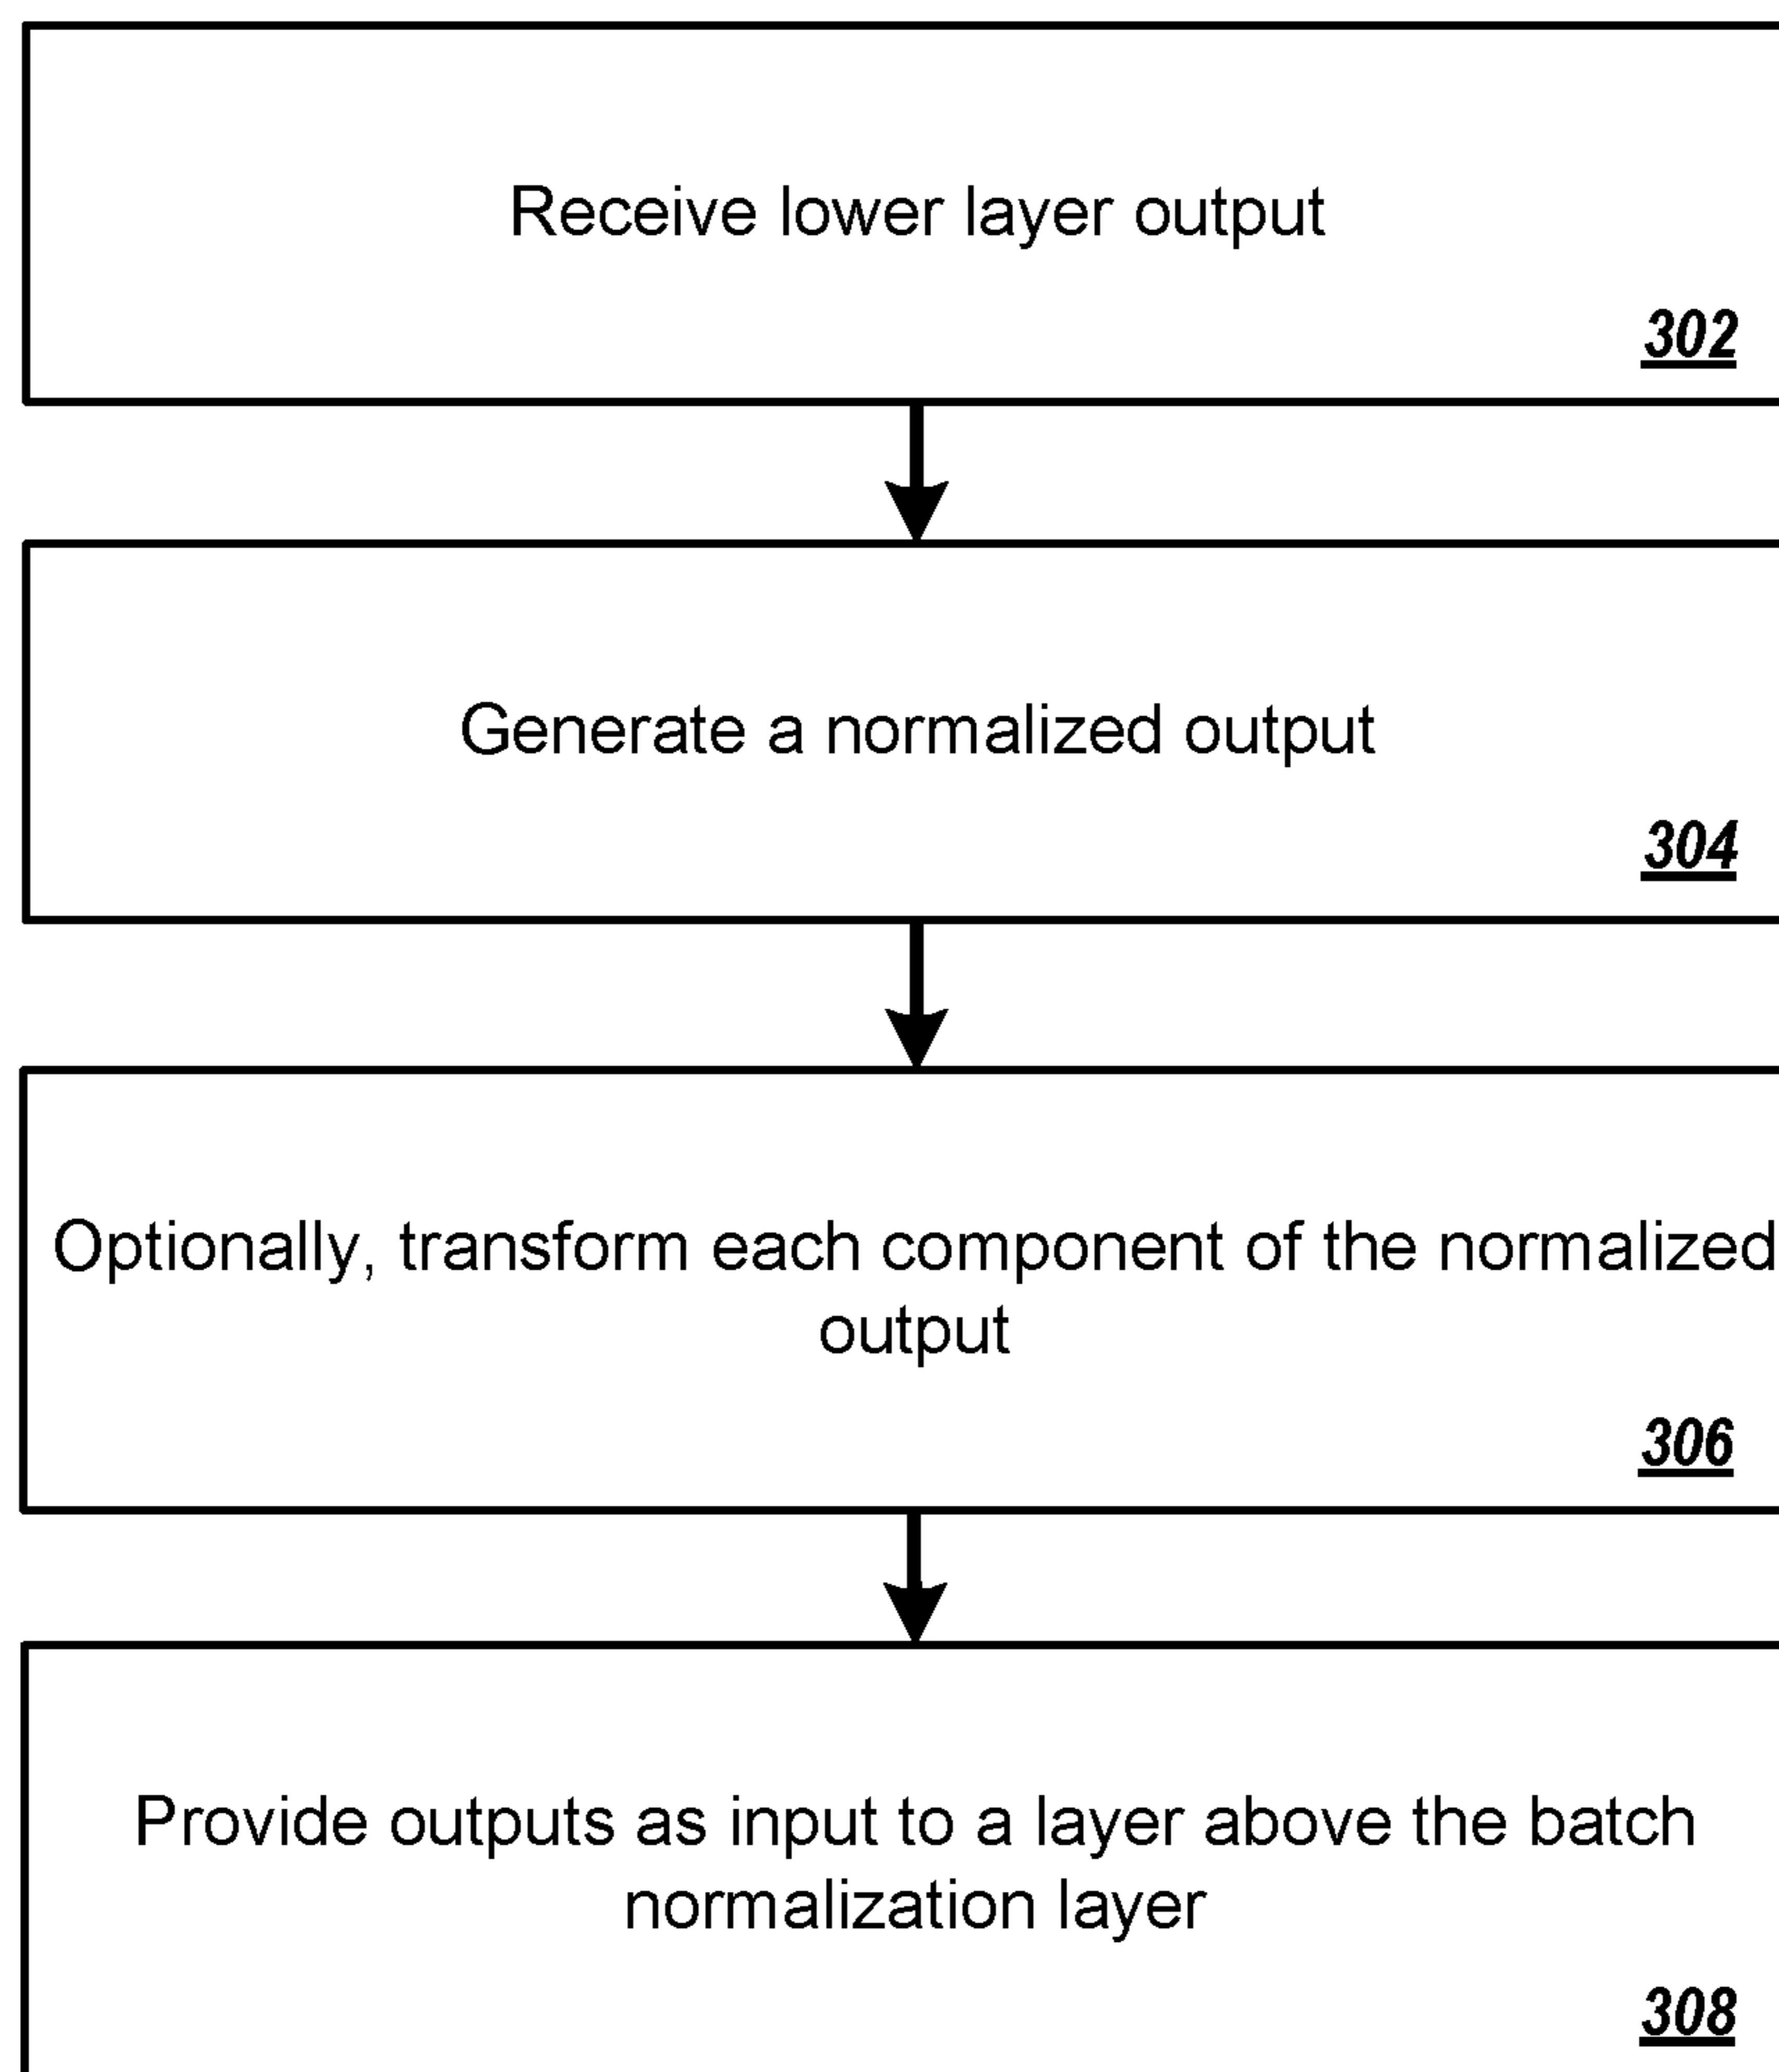 Receive lower layer output
302
Generate a normalized output
304
Optionally, transform each component of the normalized
output
306
Provide outputs as input to a layer above the batch
normalization layer
308